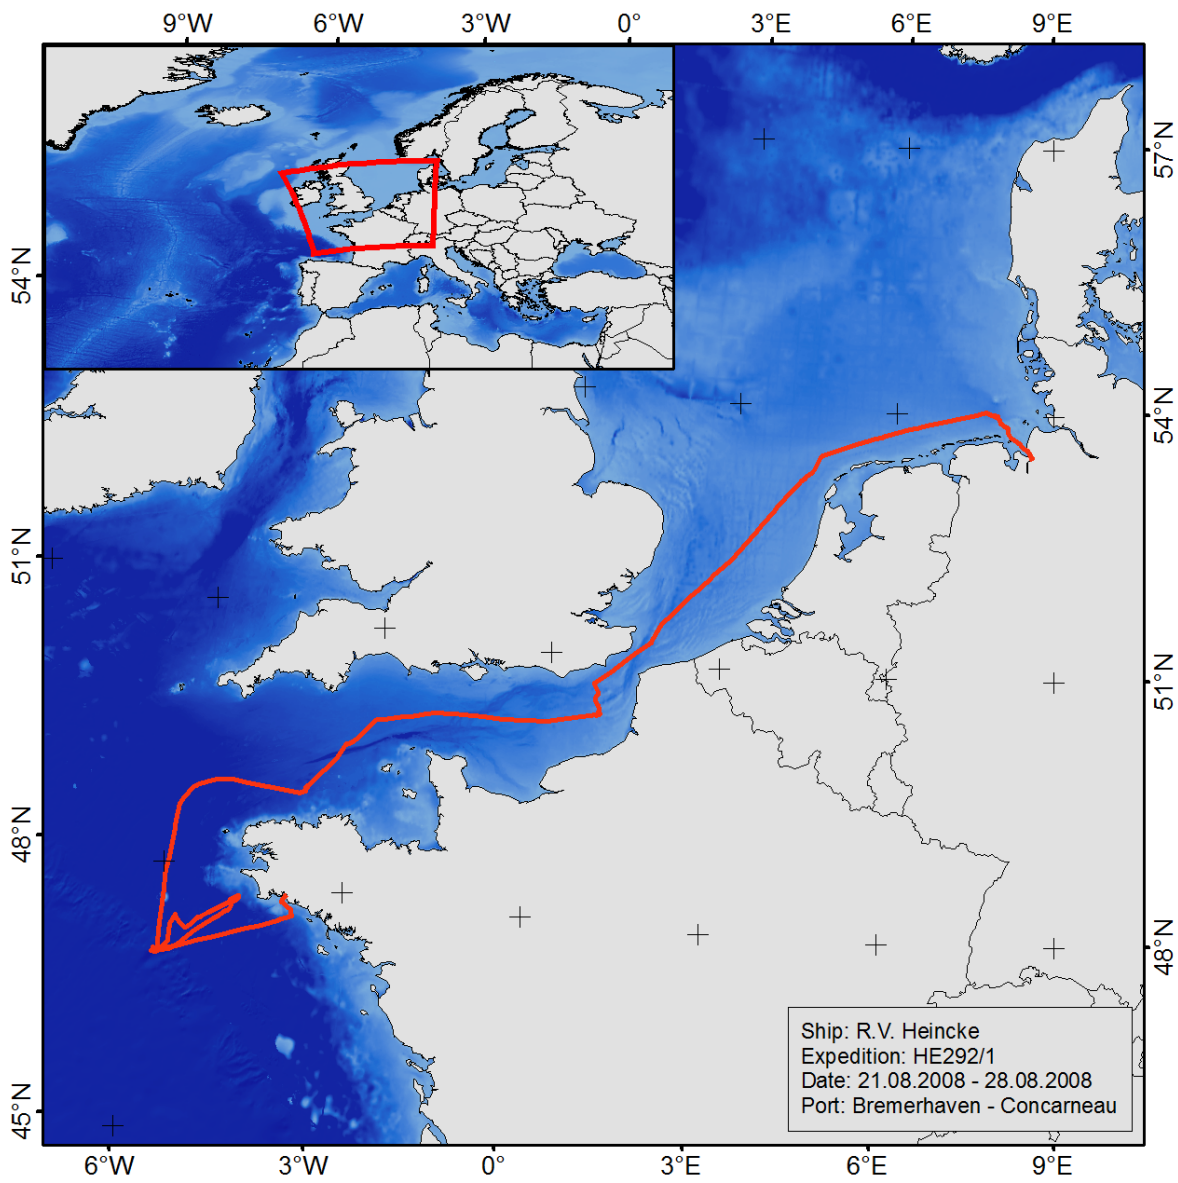 9°W 6°W 3°W 0° 3°E 6°E 9°E
57°N
54°N
54°N
51°N
51°N
48°N
48°N
45°N
Ship: R.V. Heincke
Expedition: HE292/1
Date: 21.08.2008 - 28.08.2008
Port: Bremerhaven - Concarneau
6°W 3°W 0° 3°E 6°E 9°E